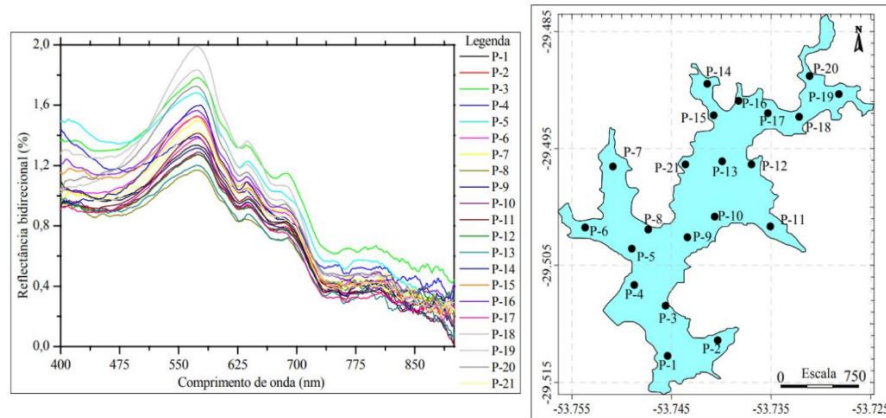 2,0
1,6
1,2
0,8
0,4
0,0
Reflectância bidirecional (%)
400 475 550 625 700 775 850
Comprimento de onda (nm)
Legenda
P-1
P-2
P-3
P-4
P-5
P-6
P-7
P-8
P-9
P-10
P-11
P-12
P-13
P-14
P-15
P-16
P-17
P-18
P-19
P-20
P-21
-29.485
-29.495
-29.505
-29.515
-53.755 -53.745 -53.735 -53.725
N
P-14
P-20
P-19
P-16
P-15
P-17
P-18
P-7
P-21
P-13
P-12
P-10
P-11
P-8
P-6
P-9
P-5
P-4
P-3
P-2
P-1
Escala
0 750